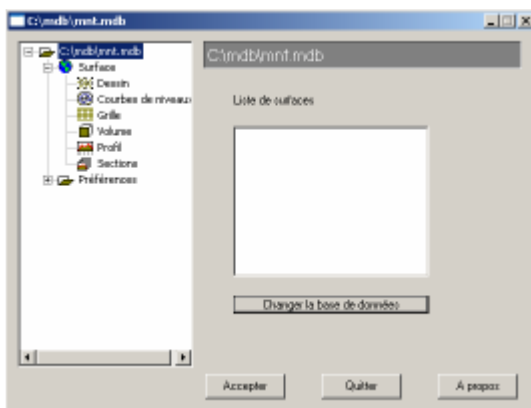 C:\mdb\mnt.mdb
C:\mdb\mnt.mdb
Surface
Dessin
Courbes de niveaux
Grille
Volume
Profil
Sections
Préférences
C:\mdb\mnt.mdb
Liste de surfaces
Changer la base de données
Accepter
Quitter
A propos